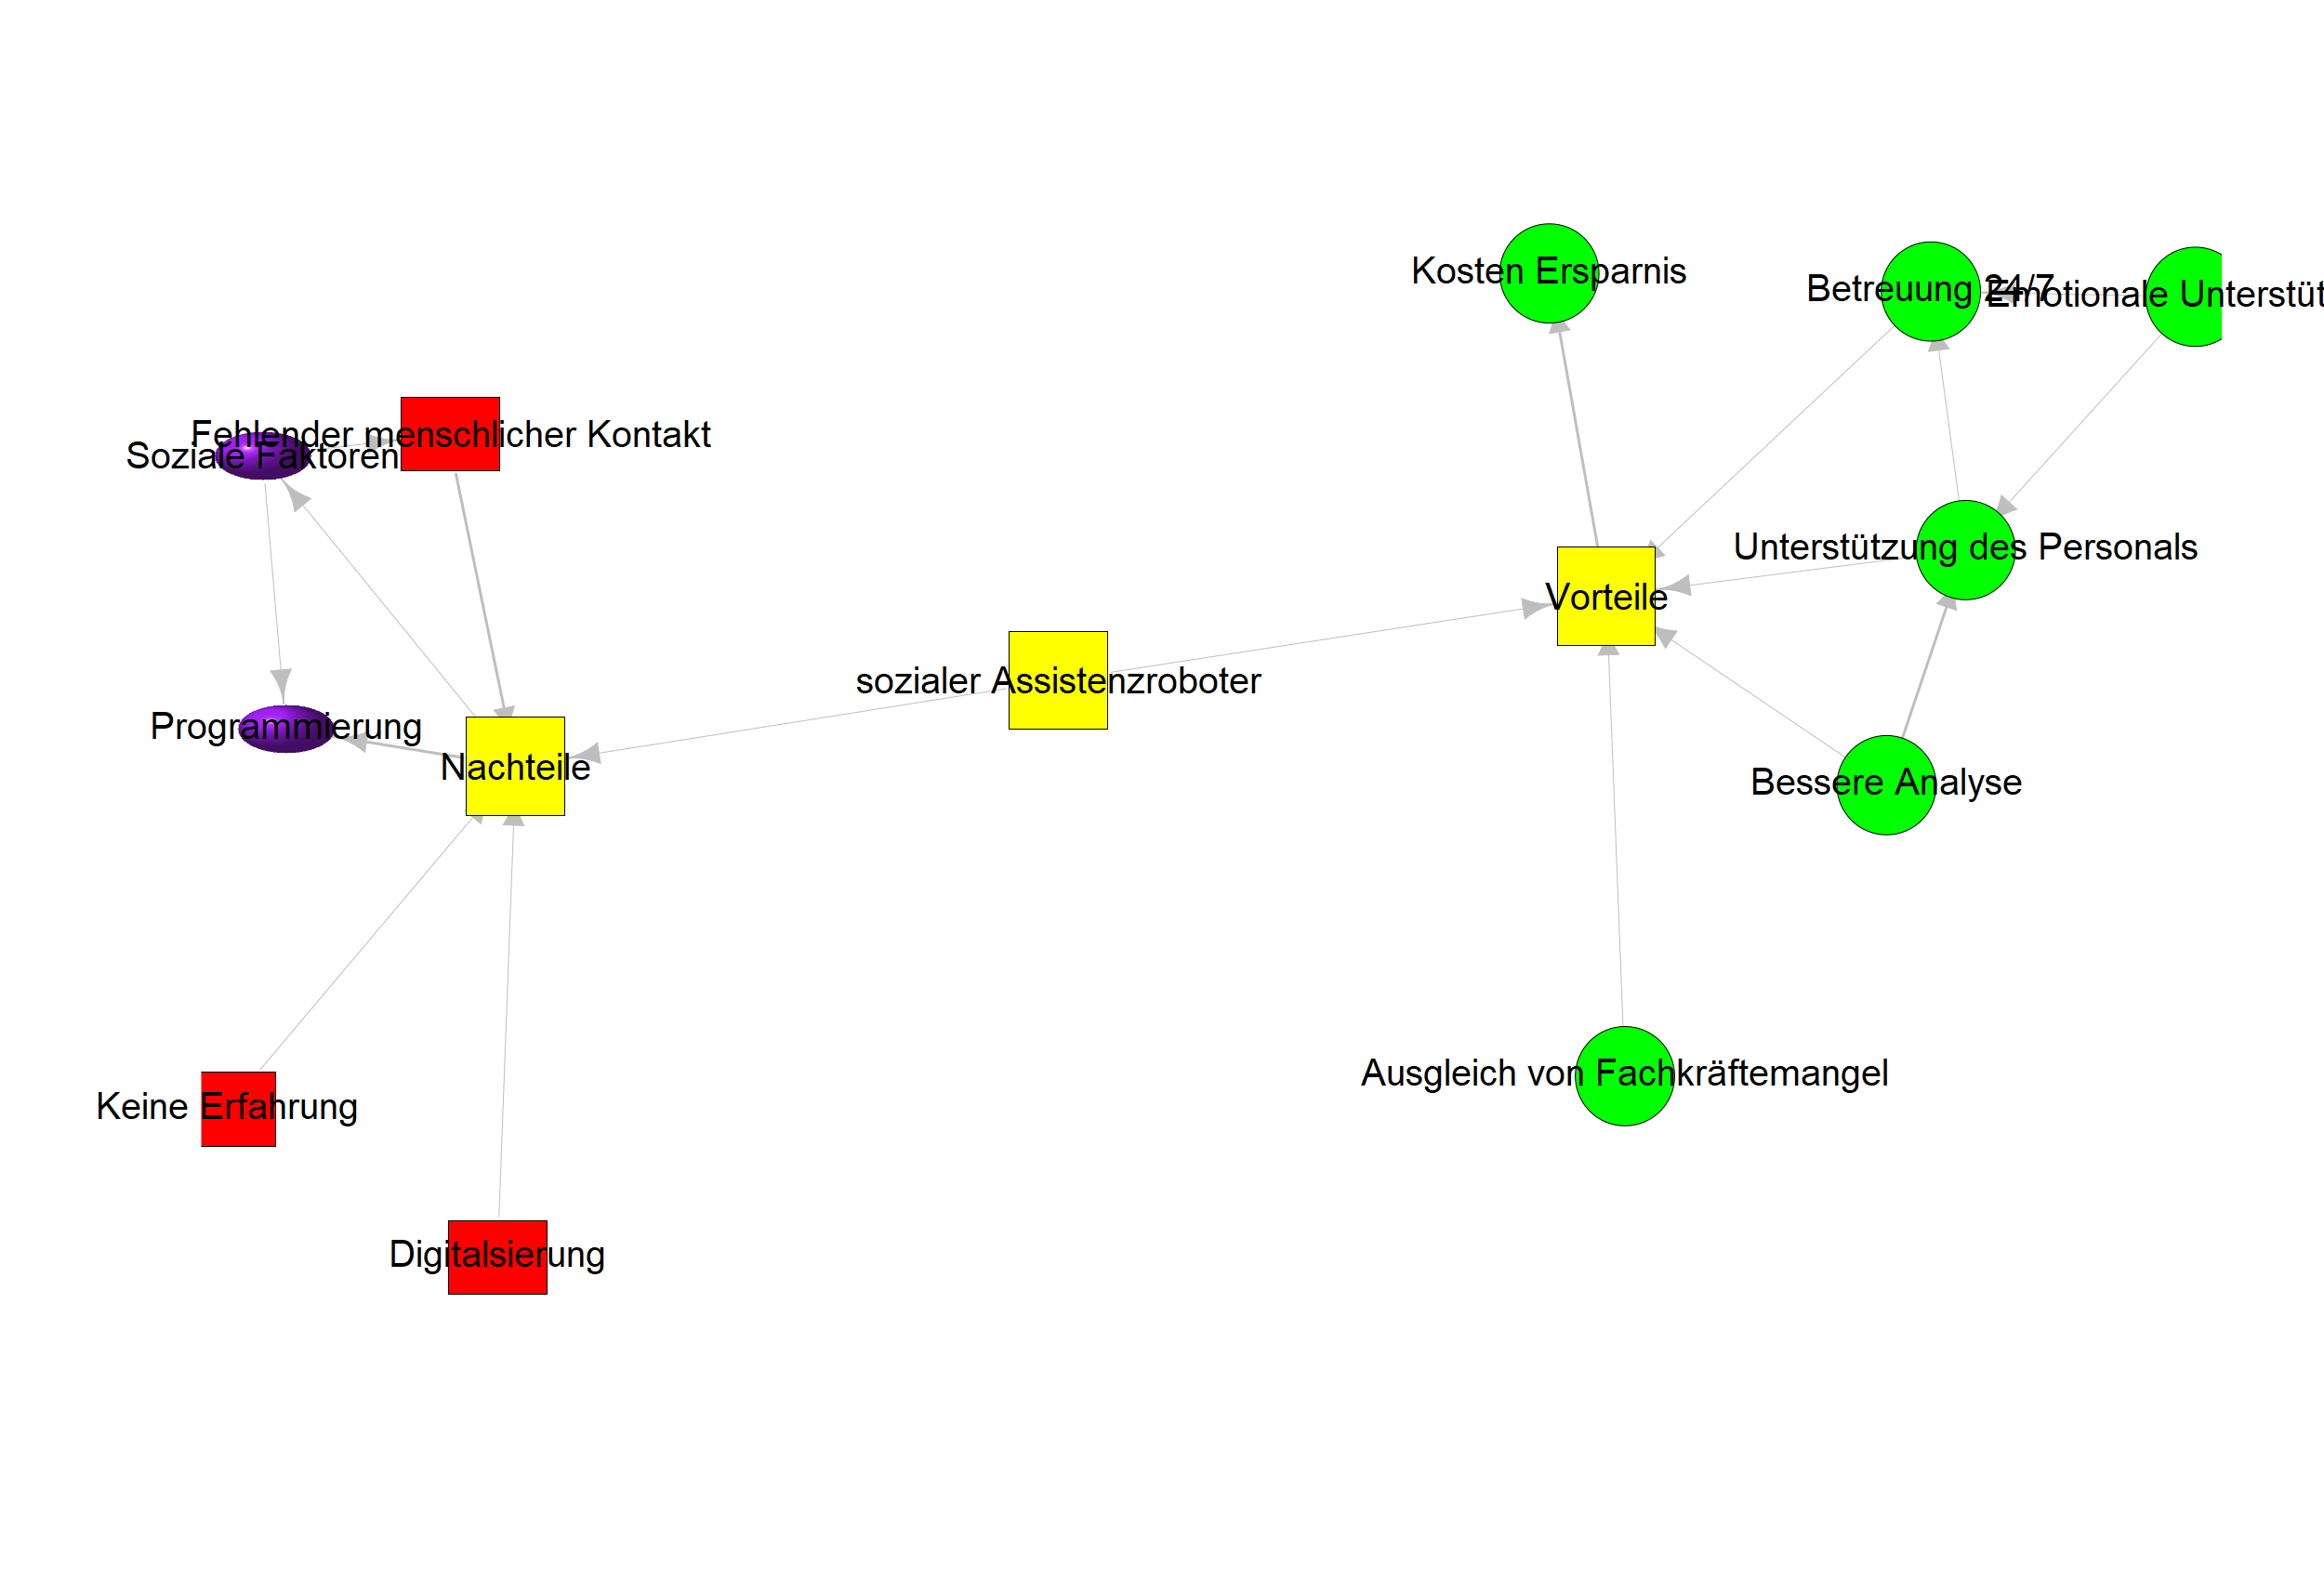 Kosten Ersparnis
Betreuung 24/7
Emotionale Unterstüt
Fehlender menschlicher Kontakt
Soziale Faktoren
Unterstützung des Personals
Vorteile
sozialer Assistenzroboter
Programmierung
Nachteile
Bessere Analyse
Ausgleich von Fachkräftemangel
Keine Erfahrung
Digitalsierung